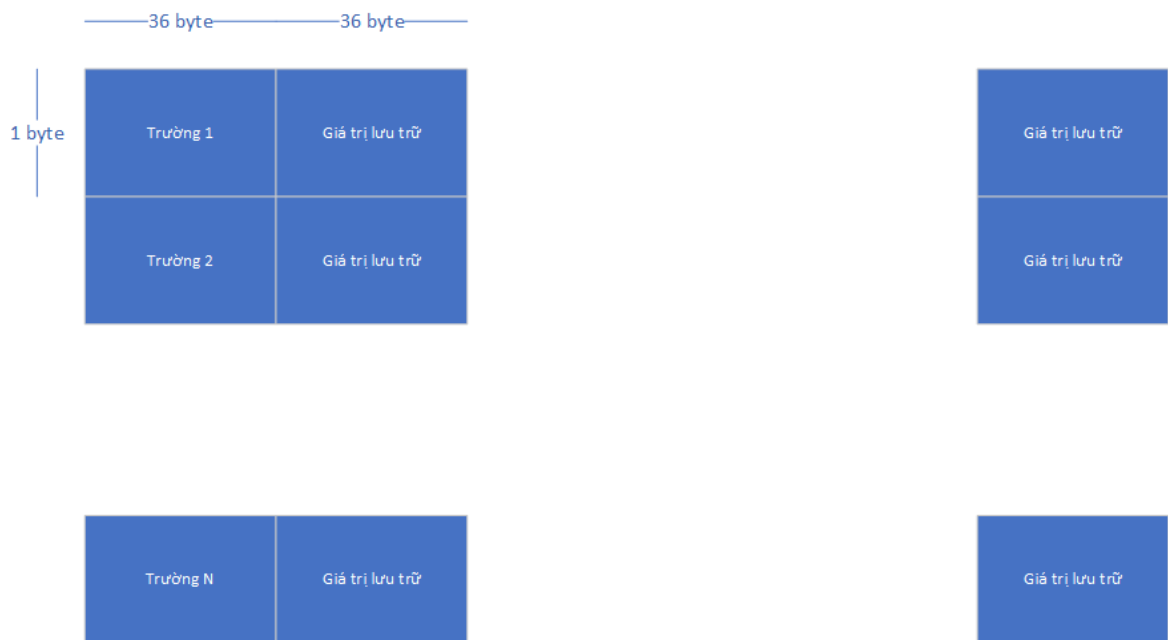 36 byte 36 byte
1 byte Trường 1 Giá trị lưu trữ Giá trị lưu trữ
Trường 2 Giá trị lưu trữ Giá trị lưu trữ
Trường N Giá trị lưu trữ Giá trị lưu trữ